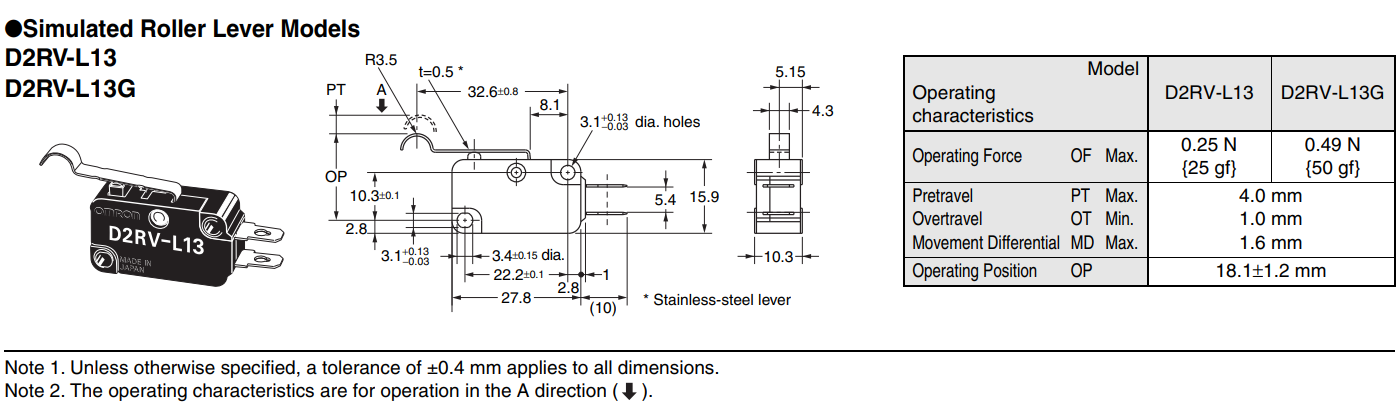 ●Simulated Roller Lever Models
D2RV-L13
D2RV-L13G
R3.5
t=0.5 *
PT
A
32.6±0.8
8.1
3.1+0.13 -0.03 dia. holes
OP
10.3±0.1
2.8
15.9
5.4
3.1+0.13 -0.03
3.4±0.15 dia.
22.2±0.1
1
2.8
27.8
(10)
* Stainless-steel lever
5.15
4.3
10.3
OMRON
D2RV-L13
MADE IN
JAPAN
Model
Operating
characteristics
D2RV-L13 D2RV-L13G
Operating Force OF Max. 0.25 N {25 gf} 0.49 N {50 gf}
Pretravel PT Max. 4.0 mm
Overtravel OT Min. 1.0 mm
Movement Differential MD Max. 1.6 mm
Operating Position OP 18.1±1.2 mm
Note 1. Unless otherwise specified, a tolerance of ±0.4 mm applies to all dimensions.
Note 2. The operating characteristics are for operation in the A direction (⬇).